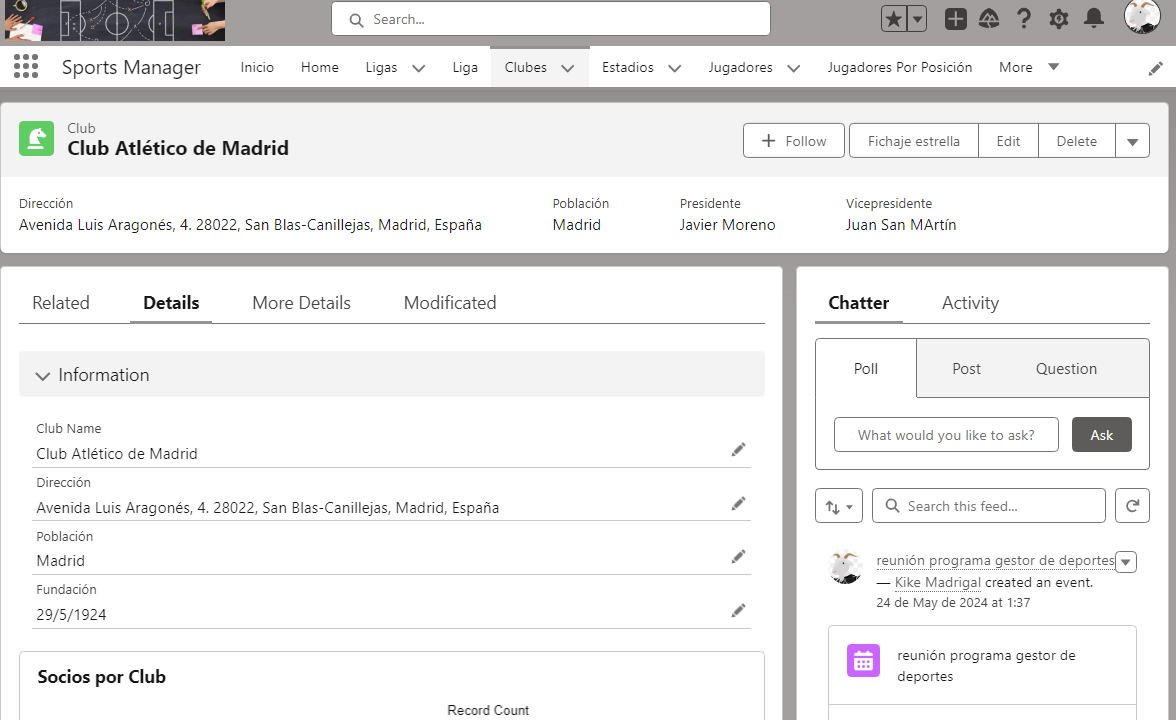 Search...
Sports Manager
Inicio
Home
Ligas
Liga
Clubes
Estadios
Jugadores
Jugadores Por Posición
More
Club
Club Atlético de Madrid
Follow
Fichaje estrella
Edit
Delete
Dirección
Avenida Luis Aragonés, 4. 28022, San Blas-Canillejas, Madrid, España
Población
Madrid
Presidente
Javier Moreno
Vicepresidente
Juan San MArtín
Related
Details
More Details
Modificated
Information
Club Name
Club Atlético de Madrid
Dirección
Avenida Luis Aragonés, 4. 28022, San Blas-Canillejas, Madrid, España
Población
Madrid
Fundación
29/5/1924
Socios por Club
Record Count
Chatter
Activity
Poll
Post
Question
What would you like to ask?
Ask
Search this feed...
reunión programa gestor de deportes
— Kike Madrigal created an event.
24 de May de 2024 at 1:37
reunión programa gestor de
deportes